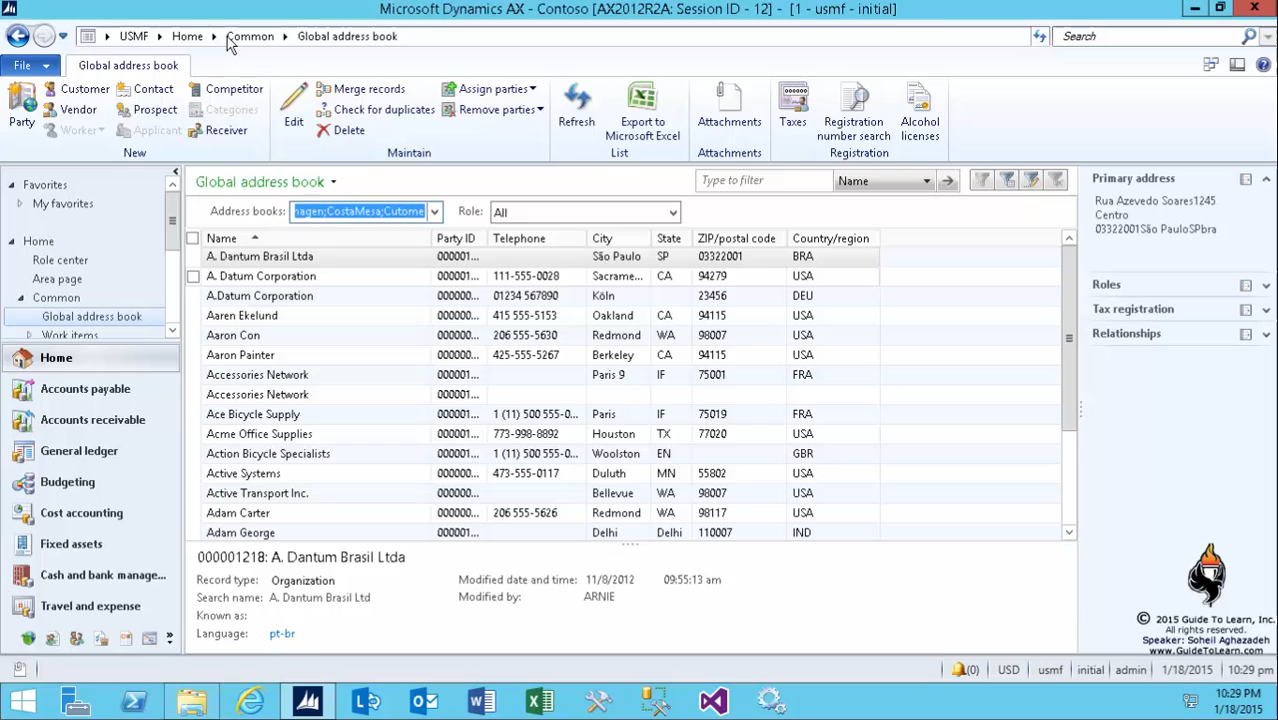 Microsoft Dynamics AX - Contoso [AX2012R2A: Session ID - 12] - [1 - usmf - initial]
USMF Home Common Global address book
Search
File Global address book
Party Customer Contact Competitor
Vendor Prospect Categories
Worker Applicant Receiver
New
Edit Merge records Assign parties
Check for duplicates Remove parties
Delete
Maintain
Refresh Export to Microsoft Excel
List
Attachments
Attachments
Taxes Registration number search Alcohol licenses
Registration
Favorites
My favorites
Home
Role center
Area page
Common
Global address book
Work items
Home
Accounts payable
Accounts receivable
General ledger
Budgeting
Cost accounting
Fixed assets
Cash and bank manage...
Travel and expense
Global address book
Type to filter Name
Address books: nagen;CostaMesa;Cutome Role: All
Name Party ID Telephone City State ZIP/postal code Country/region
A. Dantum Brasil Ltda 000001... São Paulo SP 03322001 BRA
A. Datum Corporation 000001... 111-555-0028 Sacrame... CA 94279 USA
A.Datum Corporation 000000... 01234 567890 Köln 23456 DEU
Aaren Ekelund 000000... 415 555-5153 Oakland CA 94115 USA
Aaron Con 000000... 206 555-5630 Redmond WA 98007 USA
Aaron Painter 000000... 425-555-5267 Berkeley CA 94115 USA
Accessories Network 000001... Paris 9 IF 75001 FRA
Accessories Network 000001...
Ace Bicycle Supply 000001... 1 (11) 500 555-0... Paris IF 75019 FRA
Acme Office Supplies 000001... 773-998-8892 Houston TX 77020 USA
Action Bicycle Specialists 000001... 1 (11) 500 555-0... Woolston EN GBR
Active Systems 000000... 473-555-0117 Duluth MN 55802 USA
Active Transport Inc. 000000... Bellevue WA 98007 USA
Adam Carter 000000... 206 555-5626 Redmond WA 98117 USA
Adam George 000001... Delhi Delhi 110007 IND
000001218: A. Dantum Brasil Ltda
Record type: Organization Modified date and time: 11/8/2012 09:55:13 am
Search name: A. Dantum Brasil Ltd Modified by: ARNIE
Known as:
Language: pt-br
Primary address
Rua Azevedo Soares1245
Centro
03322001São PauloSPbra
Roles
Tax registration
Relationships
© 2015 Guide To Learn, Inc.
All rights reserved.
Speaker: Soheil Aghazadeh
www.GuideToLearn.com
(0) USD usmf initial admin 1/18/2015 10:29 pm
10:29 PM
1/18/2015